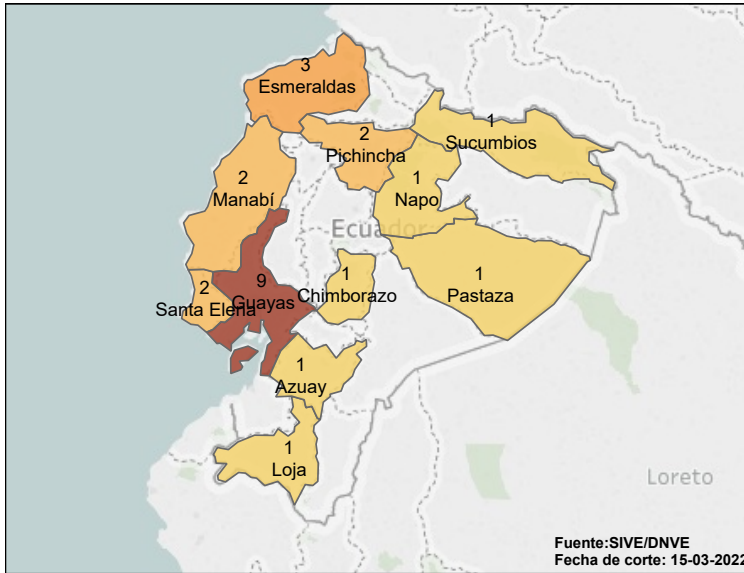 3
Esmeraldas
1
Sucumbios
2
Pichincha
2
Manabí
1
Napo
Ecuador
2
Santa Elena
9
Guayas
1
Chimborazo
1
Pastaza
1
Azuay
1
Loja
Loreto
Fuente:SIVE/DNVE
Fecha de corte: 15-03-2022